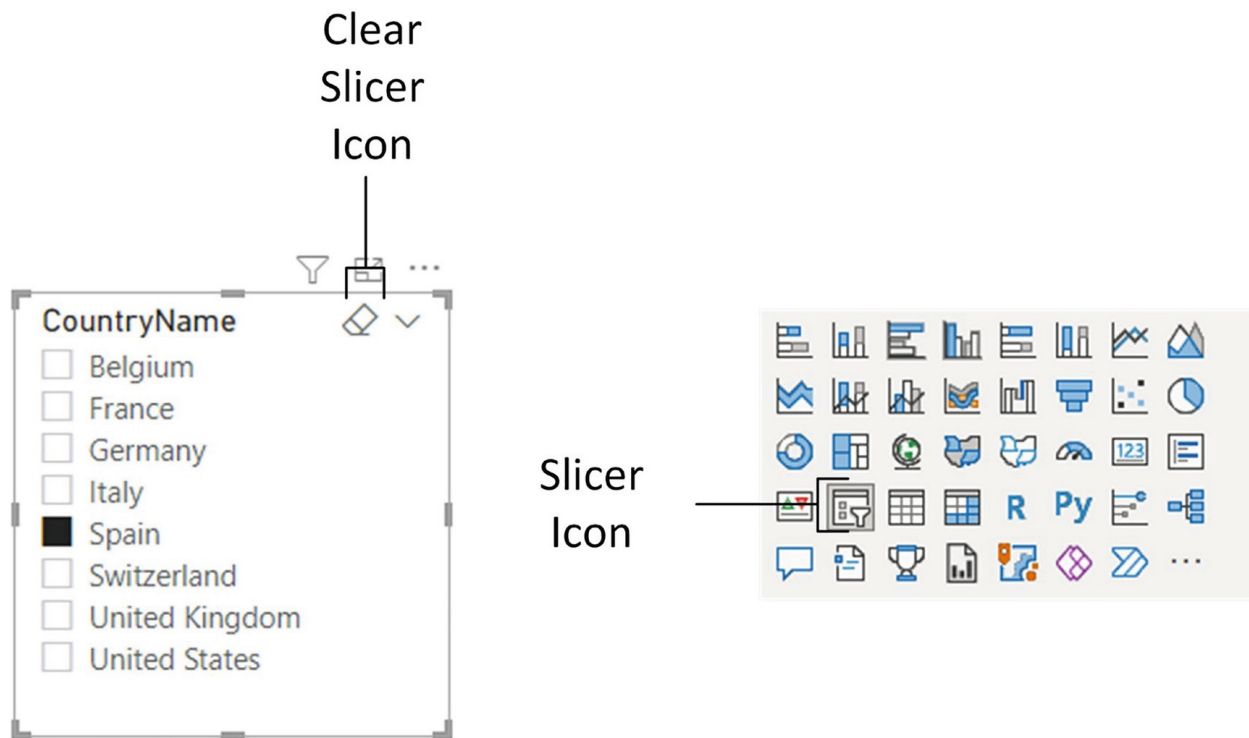 Clear
Slicer
Icon
CountryName
Belgium
France
Germany
Italy
Spain
Switzerland
United Kingdom
United States
Slicer
Icon
123
R
Py